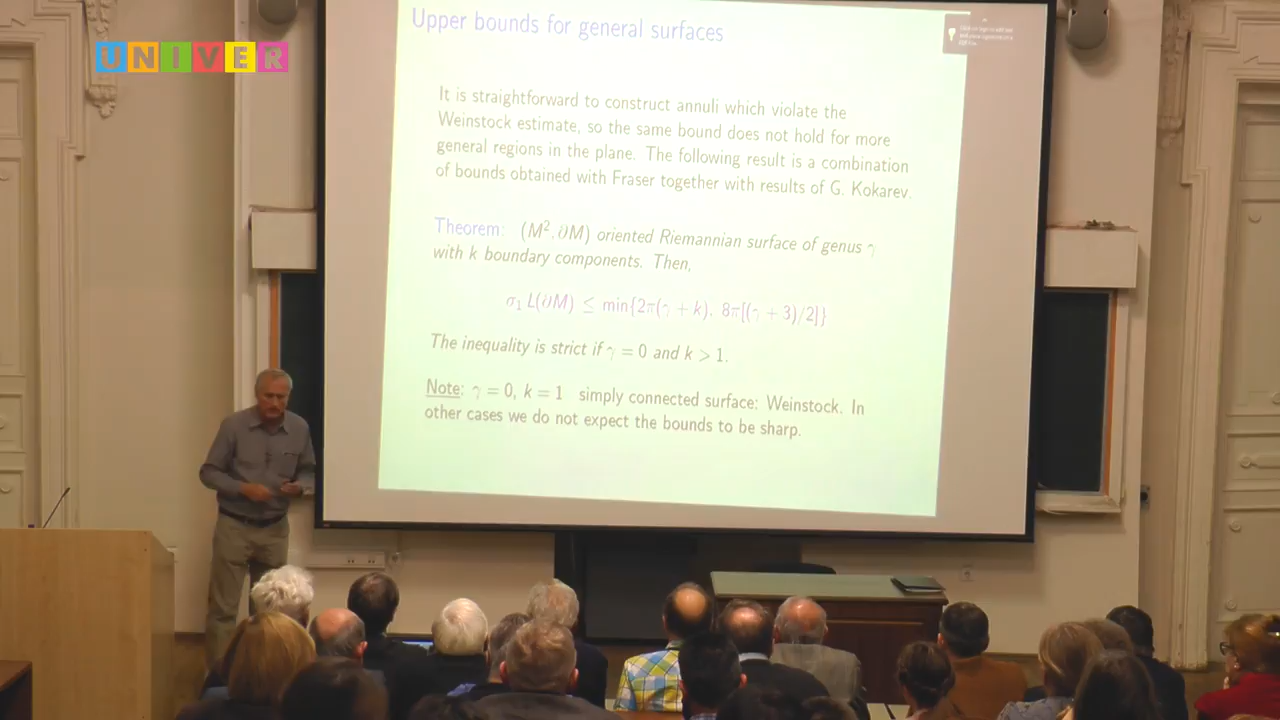 UNIVER
Upper bounds for general surfaces
It is straightforward to construct annuli which violate the
Weinstock estimate, so the same bound does not hold for more
general regions in the plane. The following result is a combination
of bounds obtained with Fraser together with results of G. Kokarev.
Theorem: (M², ∂M) oriented Riemannian surface of genus γ
with k boundary components. Then,
σ₁L(∂M) ≤ min{2π(γ + k), 8π[(γ + 3)/2]}
The inequality is strict if γ = 0 and k > 1.
Note: γ = 0, k = 1 simply connected surface: Weinstock. In
other cases we do not expect the bounds to be sharp.